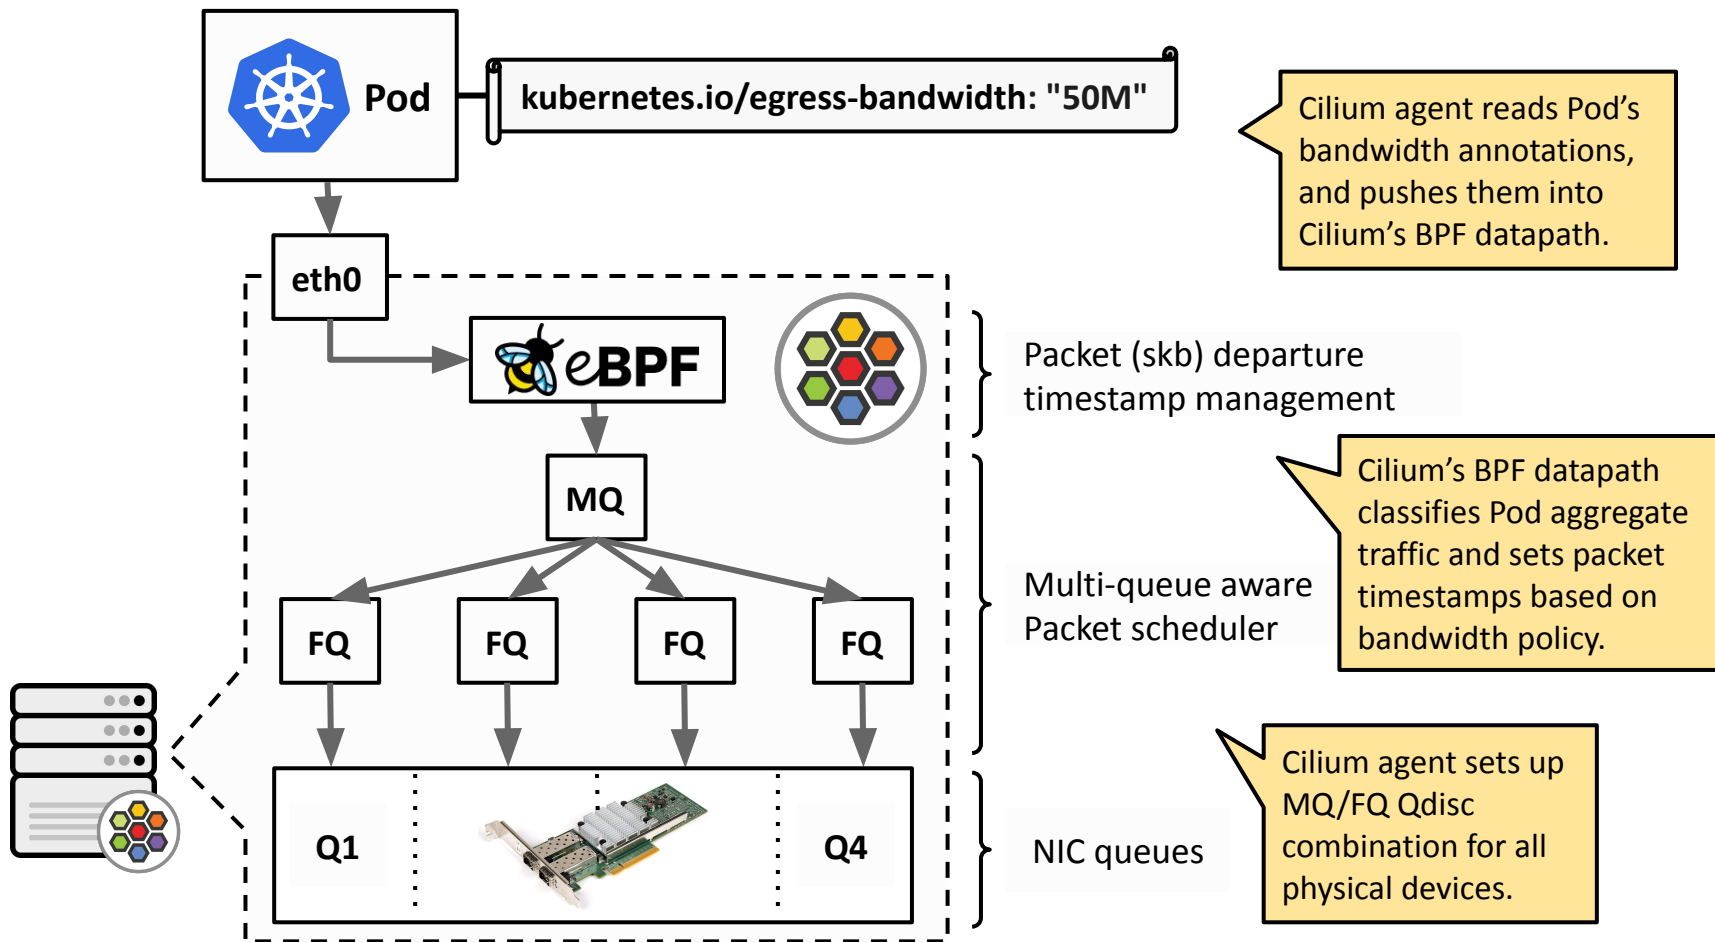 Pod
kubernetes.io/egress-bandwidth: "50M"
Cilium agent reads Pod’s
bandwidth annotations,
and pushes them into
Cilium’s BPF datapath.
eth0
eBPF
Packet (skb) departure
timestamp management
MQ
Cilium’s BPF datapath
classifies Pod aggregate
traffic and sets packet
timestamps based on
bandwidth policy.
Multi-queue aware
Packet scheduler
FQ
FQ
FQ
FQ
Cilium agent sets up
MQ/FQ Qdisc
combination for all
physical devices.
Q1
Q4
NIC queues